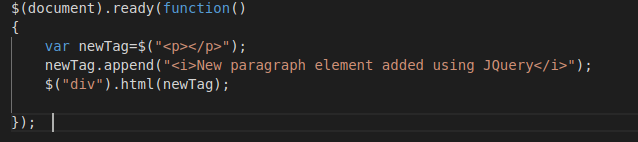 $(document).ready(function()
{
    var newTag=$("<p></p>");
    newTag.append("<i>New paragraph element added using JQuery</i>");
    $("div").html(newTag);
});